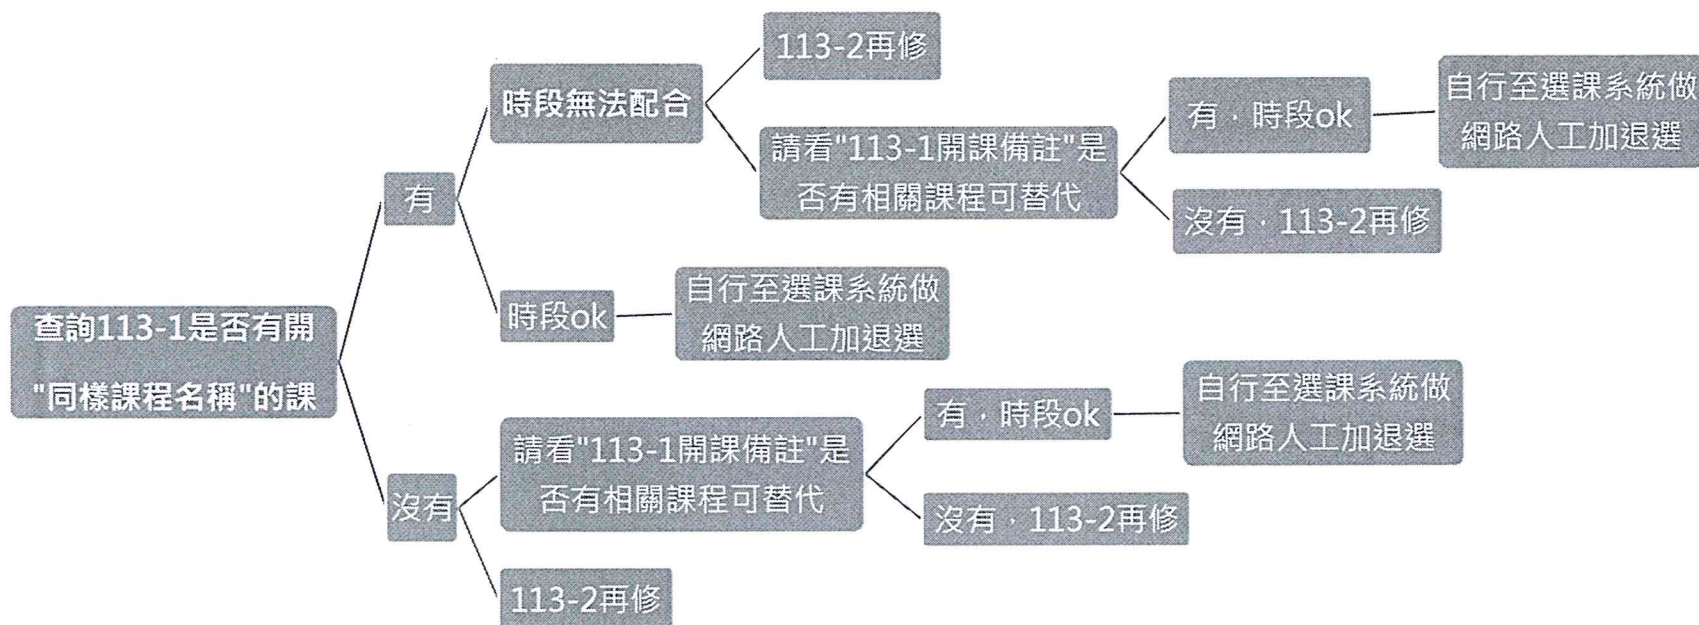 查詢113-1是否有開
"同樣課程名稱"的課
有
時段無法配合
113-2再修
請看"113-1開課備註"是
否有相關課程可替代
有，時段ok
自行至選課系統做
網路人工加退選
沒有，113-2再修
時段ok
自行至選課系統做
網路人工加退選
沒有
請看"113-1開課備註"是
否有相關課程可替代
有，時段ok
自行至選課系統做
網路人工加退選
沒有，113-2再修
113-2再修